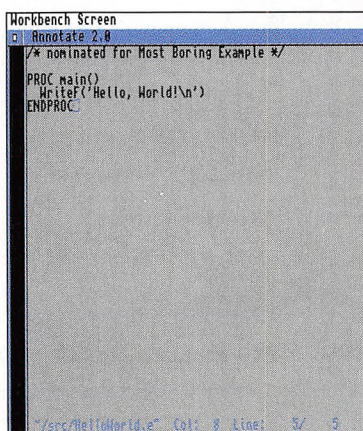 Workbench Screen
Annotate 2.0
/* nominated for Most Boring Example */
PROC main()
WriteF('Hello, World!\n')
ENDPROC
"/src/HelloWorld.e" Col: 8 Line: 5/ 5